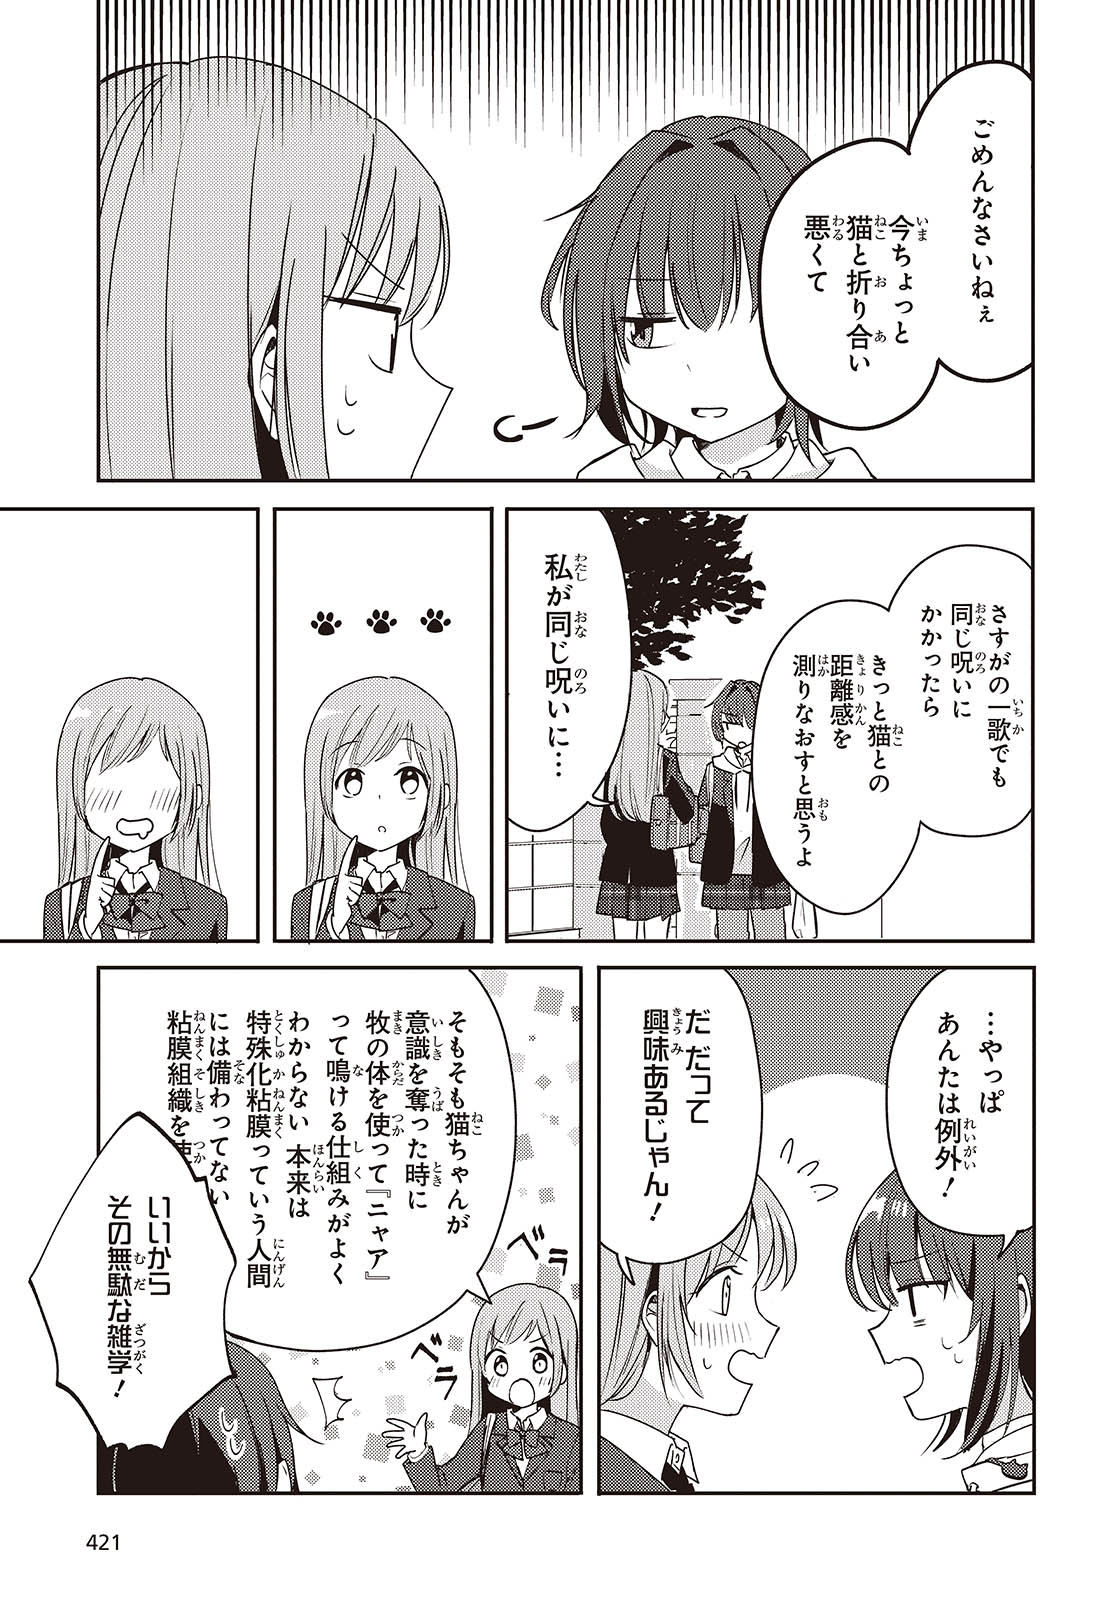 ごめんなさいねぇ
今ちょっと
猫と折り合い
悪くて
さすがの一歌でも
同じ呪いに
かかったら
きっと猫との
距離感を
測りなおすと思うよ
私が同じ呪いに…
…やっぱ
あんたは例外!
だ だって
興味あるじゃん!
そもそも猫ちゃんが
意識を奪った時に
牧の体を使って『ニャア』
って鳴ける仕組みがよく
わからない 本来は
特殊化粘膜っていう人間
には備わってない
粘膜組織を使
ベラ
ベラ
いいから
その無駄な雑学!
421